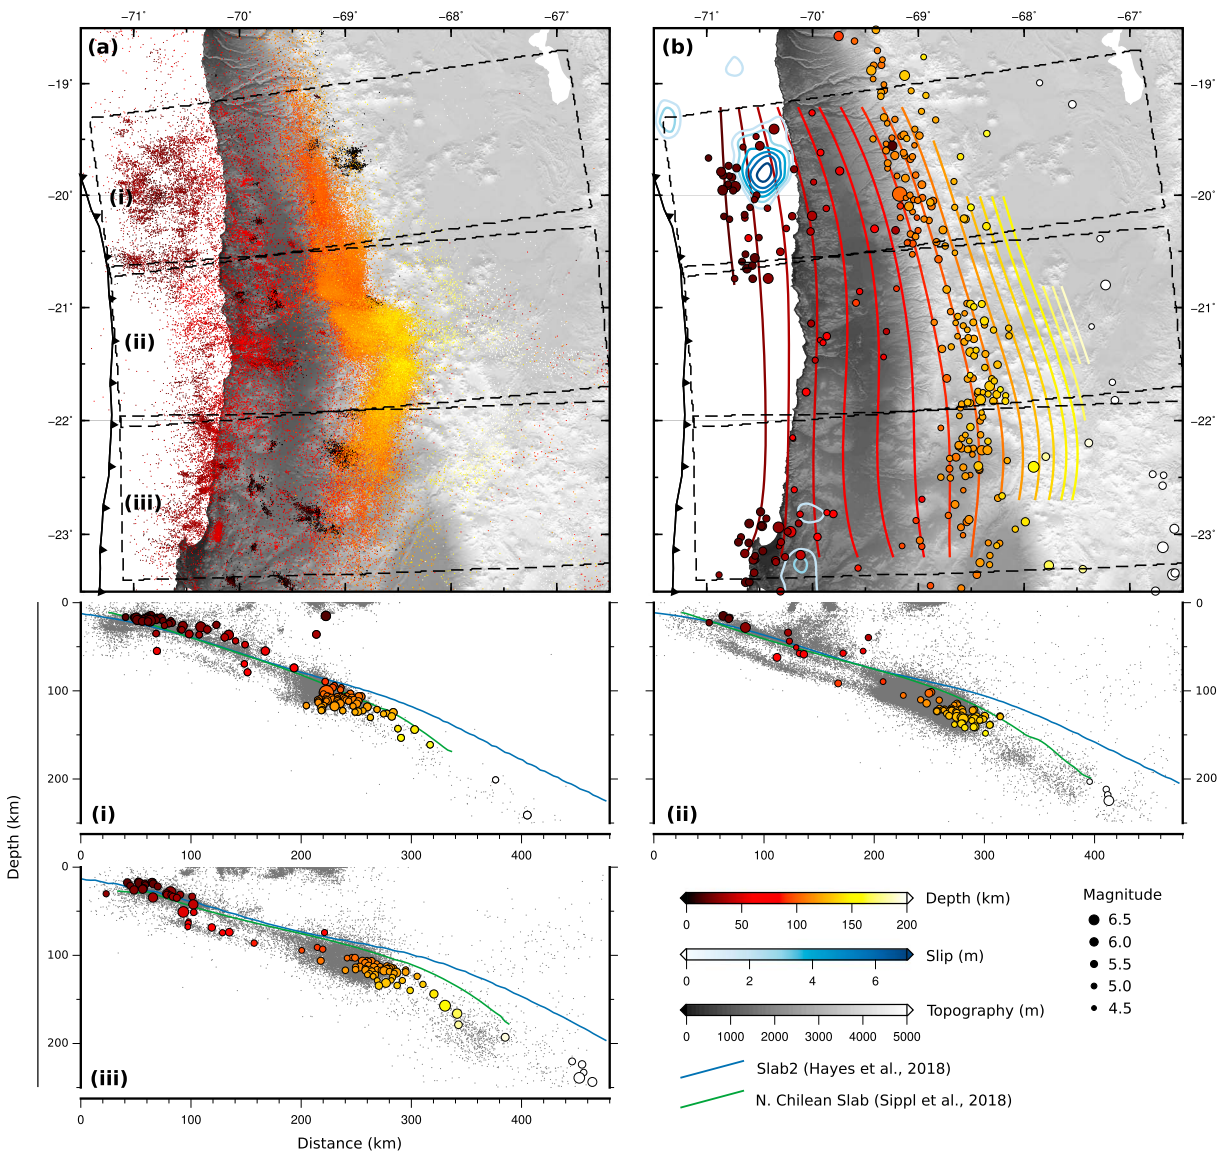 −71° −70° −69° −68° −67° −71° −70° −69° −68° −67°
(a) (b)
−19° −19°
−20° −20°
(i)
−21° −21°
(ii)
−22° −22°
(iii)
−23° −23°
0 0
100 100
200 200
(i) (ii)
0 100 200 300 400 0 100 200 300 400
Depth (km)
0
100
200
(iii)
0 100 200 300 400
Distance (km)
Depth (km)
0 50 100 150 200
Slip (m)
0 2 4 6
Topography (m)
0 1000 2000 3000 4000 5000
Slab2 (Hayes et al., 2018)
N. Chilean Slab (Sippl et al., 2018)
Magnitude
6.5
6.0
5.5
5.0
4.5